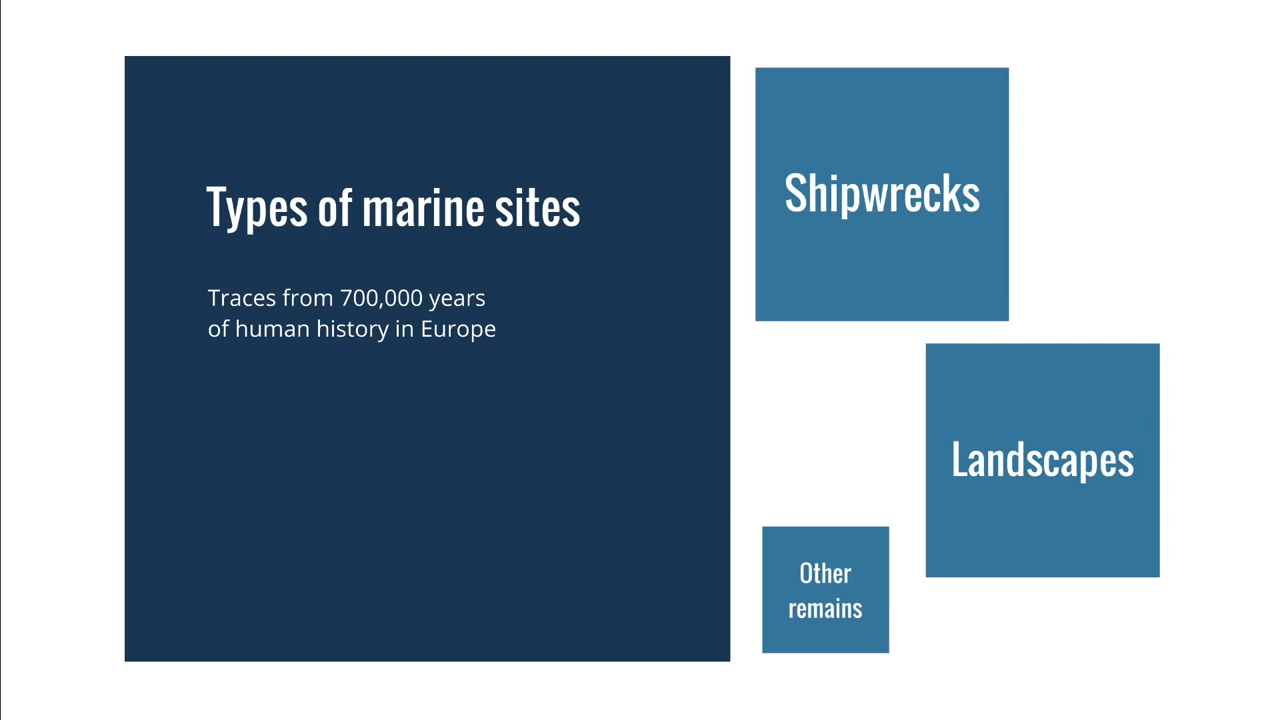 Types of marine sites
Traces from 700,000 years
of human history in Europe
Shipwrecks
Landscapes
Other
remains